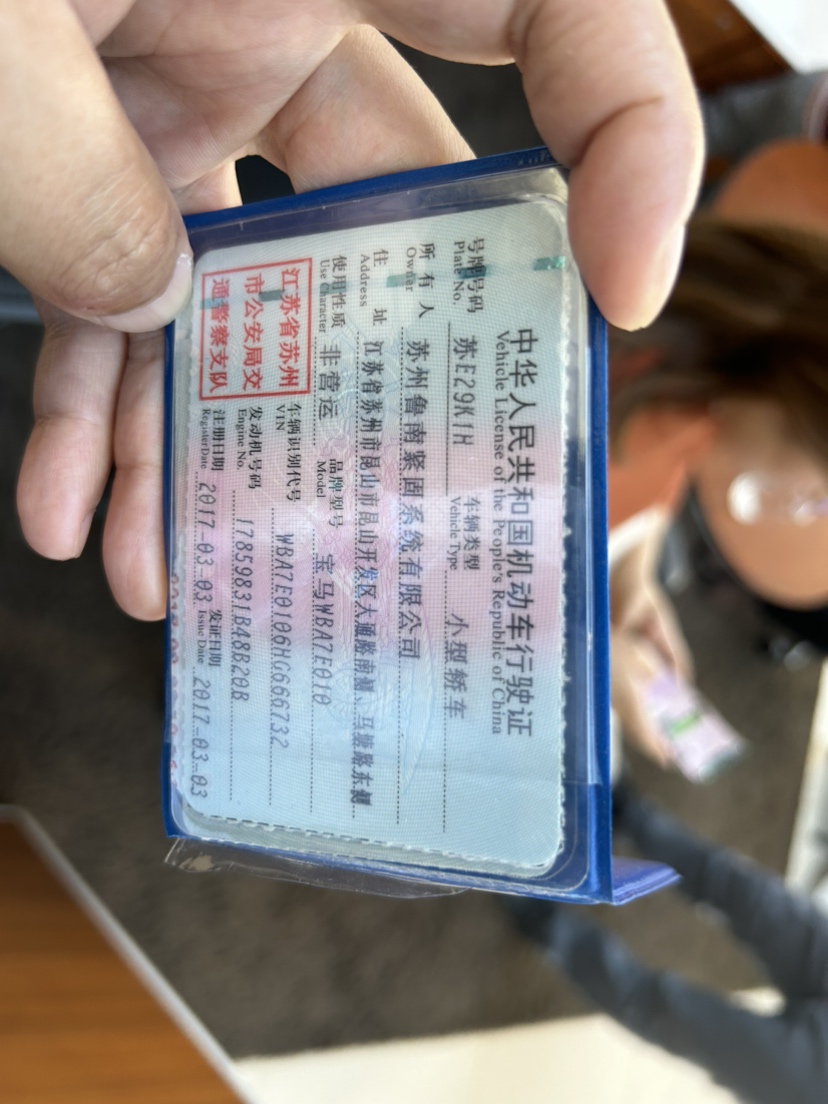 中华人民共和国机动车行驶证
Vehicle License of the People's Republic of China
号牌号码 苏E29K1H 车辆类型 小型轿车
Plate No. Vehicle Type
所有人 苏州鲁南紧固系统有限公司
Owner
住址 江苏省苏州市昆山市昆山开发区大通路南侧、马塘路东侧
Address
使用性质 非营运 品牌型号 宝马WBA7E010
Use Character Model
江苏省苏州
市公安局交
通警察支队
车辆识别代号 WBA7E0106HG666732
VIN
发动机号码 17859831B48B20B
Engine No.
注册日期 2017-03-03 发证日期 2017-03-03
Register Date Issue Date